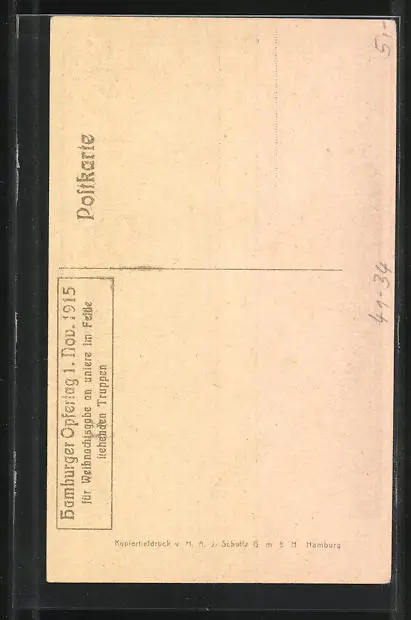 Postkarte
Hamburger Opfertag 1. Nov. 1915
für Weihnachtsgabe an unsere im Felde
stehenden Truppen
Kupfertiefdruck v. H. A. J. Schultz G. m. b. H. Hamburg
5,-
41-34